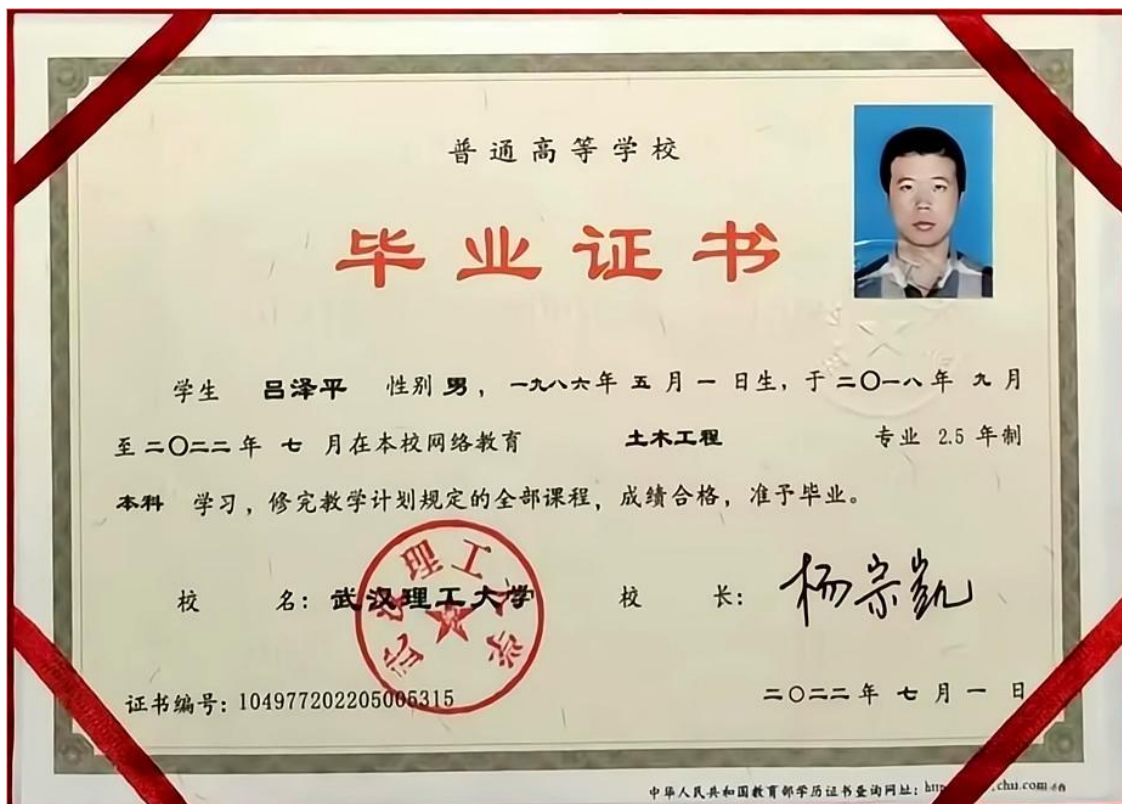 普通高等学校
毕业证书
学生 吕泽平 性别 男，一九八六年 五 月 一 日生，于 二〇一八年 九 月
至 二〇二二年 七 月在本校网络教育 土木工程 专业 2.5 年制
本科 学习，修完教学计划规定的全部课程，成绩合格，准予毕业。
校 名：武汉理工大学 校 长：杨宗凯
武汉理工大学
证书编号：104977202205005315 二〇二二年 七 月 一 日
中华人民共和国教育部学历证书查询网址：